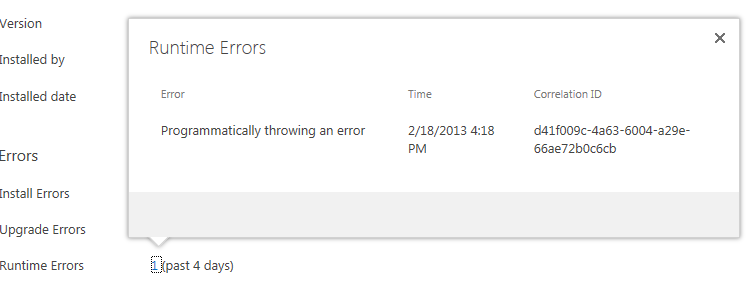 Version
Installed by
Installed date
Errors
Install Errors
Upgrade Errors
Runtime Errors
1 (past 4 days)
Runtime Errors
Error Time Correlation ID
Programmatically throwing an error 2/18/2013 4:18 d41f009c-4a63-6004-a29e-
PM 66ae72b0c6cb